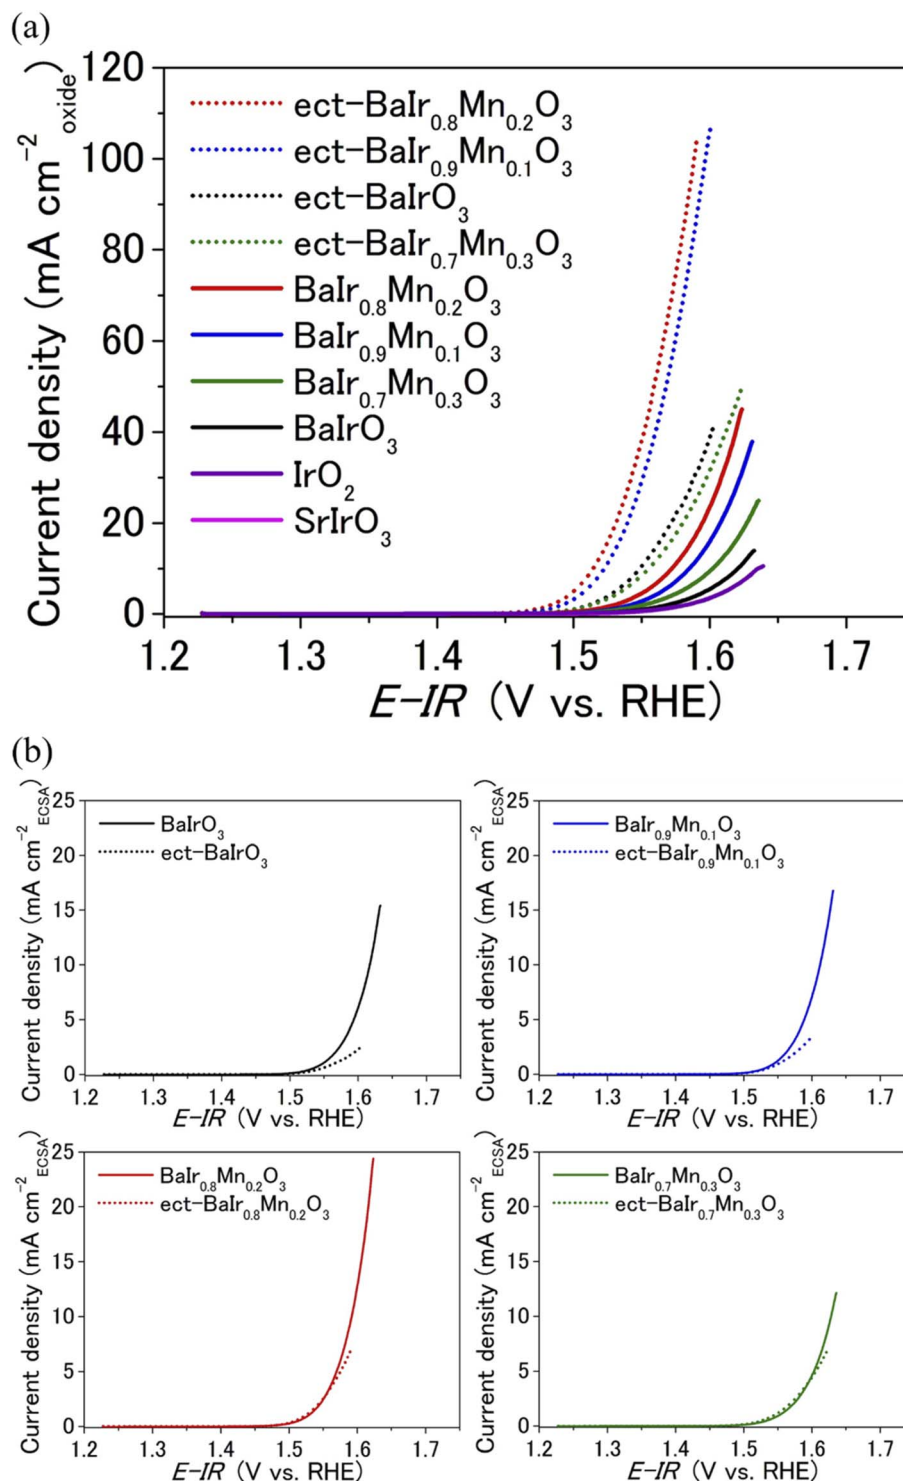 (a)
Current density (mA cm⁻²oxide)
120
100
80
60
40
20
0
ect-BaIr0.8Mn0.2O3
ect-BaIr0.9Mn0.1O3
ect-BaIrO3
ect-BaIr0.7Mn0.3O3
BaIr0.8Mn0.2O3
BaIr0.9Mn0.1O3
BaIr0.7Mn0.3O3
BaIrO3
IrO2
SrIrO3
1.2 1.3 1.4 1.5 1.6 1.7
E-IR (V vs. RHE)
(b)
Current density (mA cm⁻²ECSA)
25
20
15
10
5
0
BaIrO3
ect-BaIrO3
1.2 1.3 1.4 1.5 1.6 1.7
E-IR (V vs. RHE)
Current density (mA cm⁻²ECSA)
25
20
15
10
5
0
BaIr0.9Mn0.1O3
ect-BaIr0.9Mn0.1O3
1.2 1.3 1.4 1.5 1.6 1.7
E-IR (V vs. RHE)
Current density (mA cm⁻²ECSA)
25
20
15
10
5
0
BaIr0.8Mn0.2O3
ect-BaIr0.8Mn0.2O3
1.2 1.3 1.4 1.5 1.6 1.7
E-IR (V vs. RHE)
Current density (mA cm⁻²ECSA)
25
20
15
10
5
0
BaIr0.7Mn0.3O3
ect-BaIr0.7Mn0.3O3
1.2 1.3 1.4 1.5 1.6 1.7
E-IR (V vs. RHE)